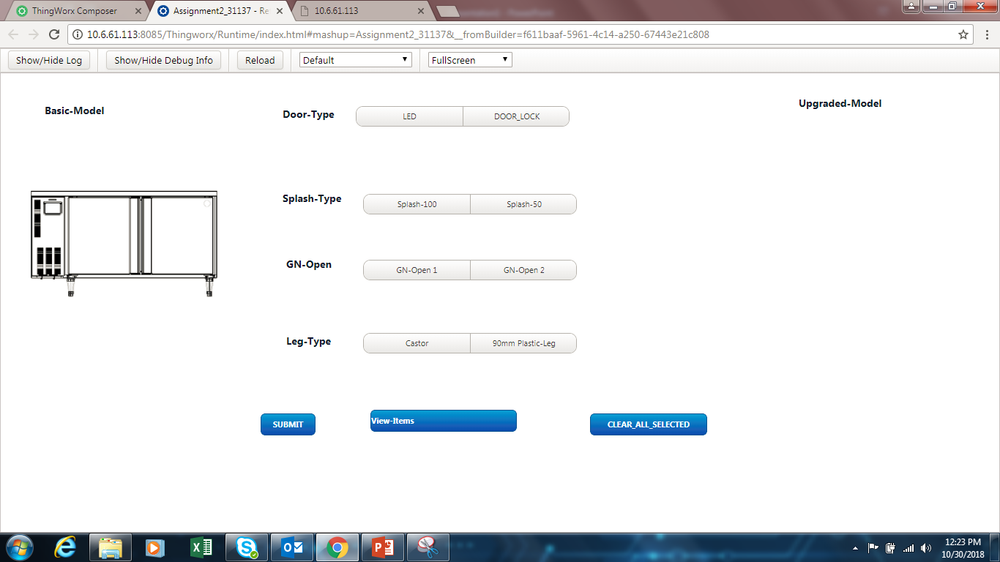 ThingWorx Composer
Assignment2_31137 - Re
10.6.61.113
10.6.61.113:8085/Thingworx/Runtime/index.html#mashup=Assignment2_31137&__fromBuilder=f611baaf-5961-4c14-a250-67443e21c808
Show/Hide Log
Show/Hide Debug Info
Reload
Default
FullScreen
Basic-Model
Door-Type
LED
DOOR_LOCK
Upgraded-Model
Splash-Type
Splash-100
Splash-50
GN-Open
GN-Open 1
GN-Open 2
Leg-Type
Castor
90mm Plastic-Leg
SUBMIT
View-Items
CLEAR_ALL_SELECTED
12:23 PM
10/30/2018